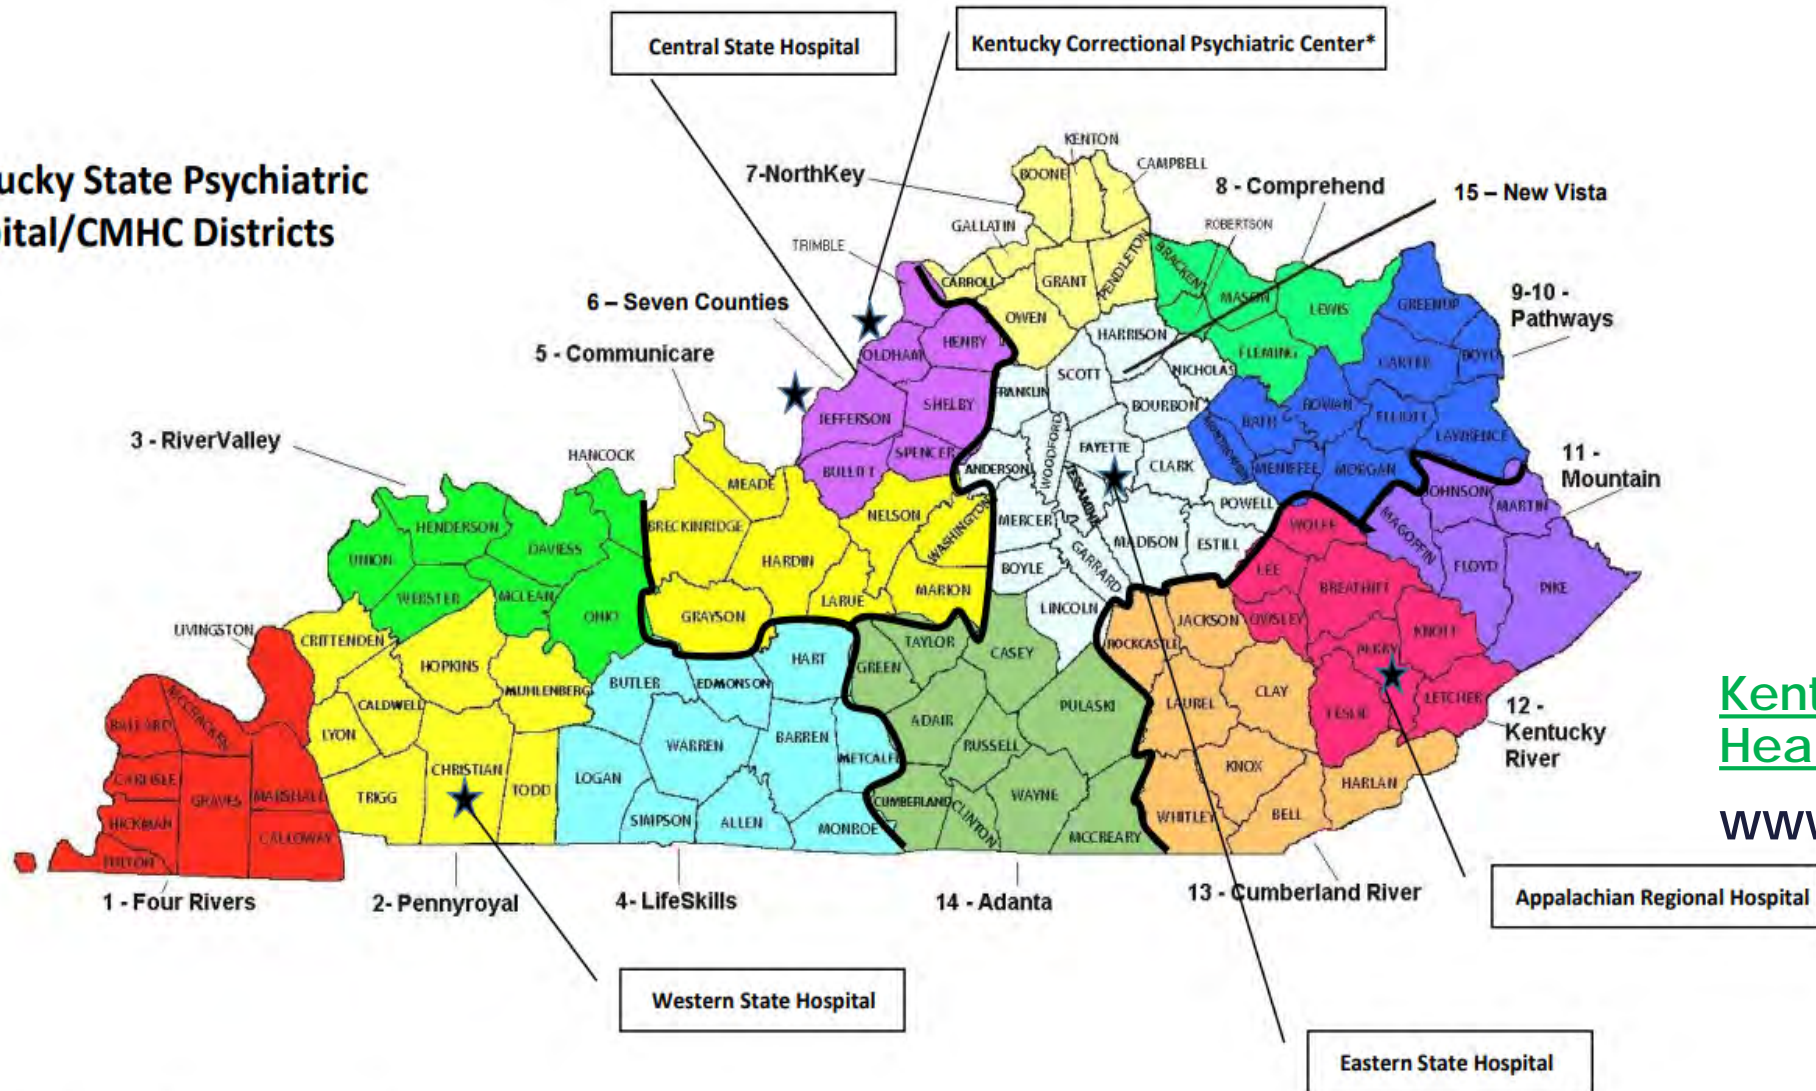 Central State Hospital
Kentucky Correctional Psychiatric Center*
ucky State Psychiatric
pital/CMHC Districts
7-NorthKey
KENTON
BOONE
CAMPBELL
8 - Comprehend
15 – New Vista
GALLATIN
ROBERTSON
TRIMBLE
CARROLL
GRANT
PENDLETON
BRACKEN
MASON
LEWIS
GREENUP
9-10 -
Pathways
6 – Seven Counties
OWEN
HARRISON
FLEMING
CARTER
BOYD
5 - Communicare
OLDHAM
HENRY
SCOTT
NICHOLAS
FRANKLIN
SHELBY
JEFFERSON
BOURBON
BATH
ROWAN
ELLIOTT
LAWRENCE
3 - RiverValley
HANCOCK
BULLITT
SPENCER
ANDERSON
WOODFORD
FAYETTE
CLARK
MONTGOMERY
MENIFFEE
MORGAN
11 -
Mountain
MEADE
JESSAMINE
POWELL
JOHNSON
MARTIN
HENDERSON
DAVIESS
BRECKINRIDGE
NELSON
WASHINGTON
MERCER
MADISON
ESTILL
WOLFE
MAGOFFIN
UNION
HARDIN
BOYLE
GARRARD
LEE
BREATHITT
FLOYD
PIKE
WEBSTER
MCLEAN
OHIO
GRAYSON
LARUE
MARION
LINCOLN
JACKSON
OWSLEY
KNOTT
LIVINGSTON
CRITTENDEN
HOPKINS
HART
TAYLOR
CASEY
ROCKCASTLE
PERRY
BUTLER
EDMONSON
GREEN
MUHLENBERG
CALDWELL
CLAY
LETCHER
12 -
Kentucky
River
BALLARD
MCCRACKEN
LYON
WARREN
BARREN
ADAIR
PULASKI
LAUREL
LESLIE
Kent
Hea
www
METCALFE
RUSSELL
CARLISLE
GRAVES
MARSHALL
TRIGG
CHRISTIAN
TODD
LOGAN
KNOX
HARLAN
HICKMAN
CALLOWAY
SIMPSON
ALLEN
MONROE
CUMBERLAND
CLINTON
WAYNE
MCCREARY
WHITLEY
BELL
FULTON
1 - Four Rivers
2- Pennyroyal
4- LifeSkills
14 - Adanta
13 - Cumberland River
Appalachian Regional Hospital
Western State Hospital
Eastern State Hospital